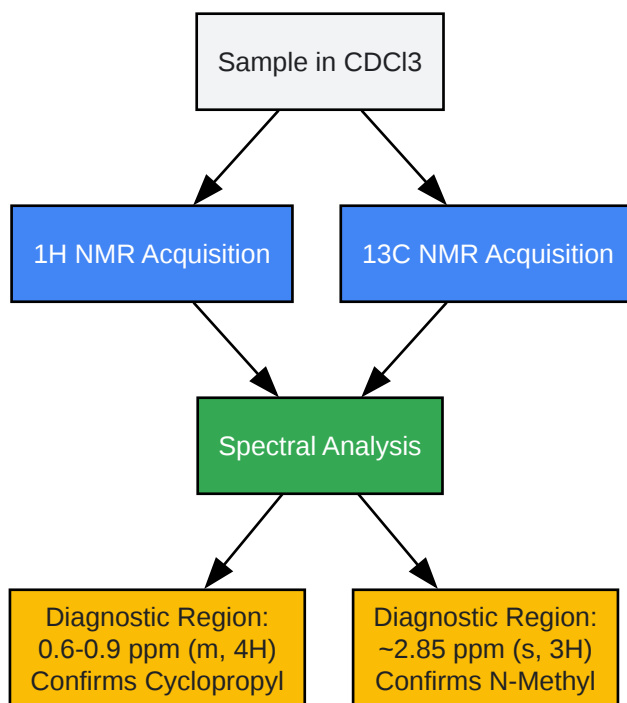 Sample in CDCl3
1H NMR Acquisition
13C NMR Acquisition
Spectral Analysis
Diagnostic Region:
0.6-0.9 ppm (m, 4H)
Confirms Cyclopropyl
Diagnostic Region:
~2.85 ppm (s, 3H)
Confirms N-Methyl